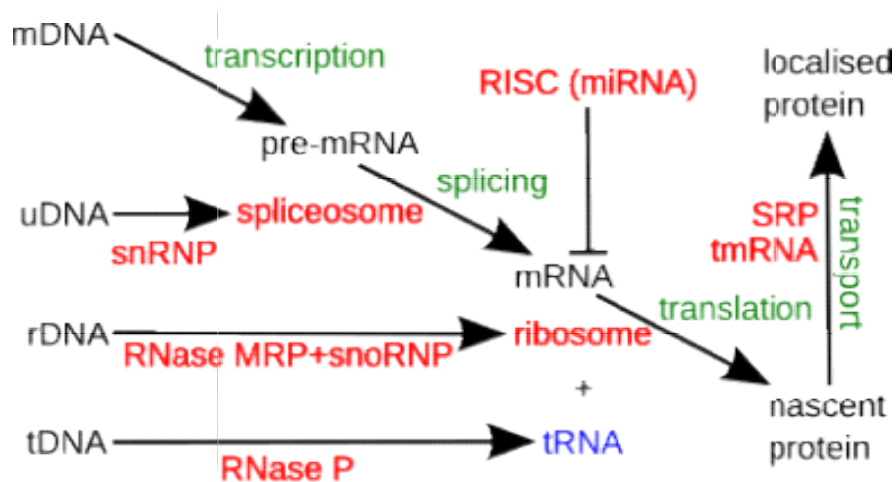 mDNA
transcription
RISC (miRNA)
localised
protein
pre-mRNA
splicing
uDNA
spliceosome
snRNP
SRP
tmRNA
transport
mRNA
translation
rDNA
ribosome
RNase MRP+snoRNP
+
nascent
protein
tDNA
tRNA
RNase P